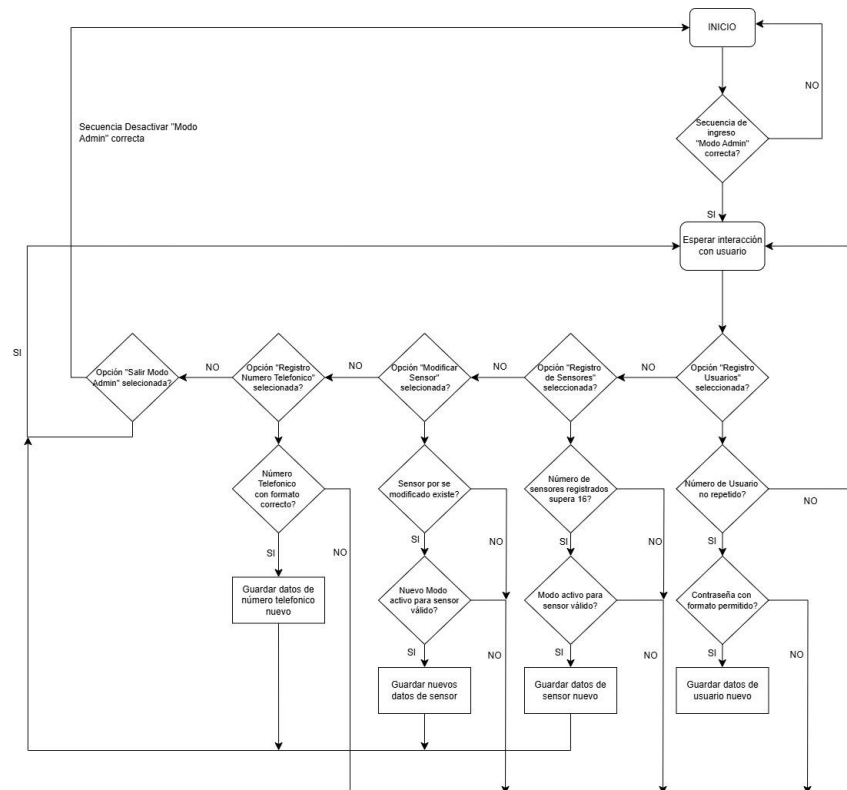 INICIO
NO
Secuencia Desactivar "Modo
Admin" correcta
Secuencia de
ingreso
"Modo Admin"
correcta?
SI
Esperar interacción
con usuario
SI
Opción "Salir Modo
Admin" selecionada?
NO
Opción "Registro
Numero Telefonico"
selecionada?
NO
Opción "Modificar
Sensor"
selecionada?
NO
Opción "Registro
de Sensores"
seleccionada?
NO
Opción "Registro
Usuarios"
seleccionada?
Número
Telefonico
con formato
correcto?
Sensor por se
modificado existe?
Número de
sensores registrados
supera 16?
Número de Usuario
no repetido?
NO
SI
NO
SI
NO
SI
NO
SI
Guardar datos de
número telefonico
nuevo
Nuevo Modo
activo para sensor
válido?
Modo activo para
sensor válido?
Contraseña con
formato permitido?
SI
NO
SI
NO
SI
NO
Guardar nuevos
datos de sensor
Guardar datos de
sensor nuevo
Guardar datos de
usuario nuevo